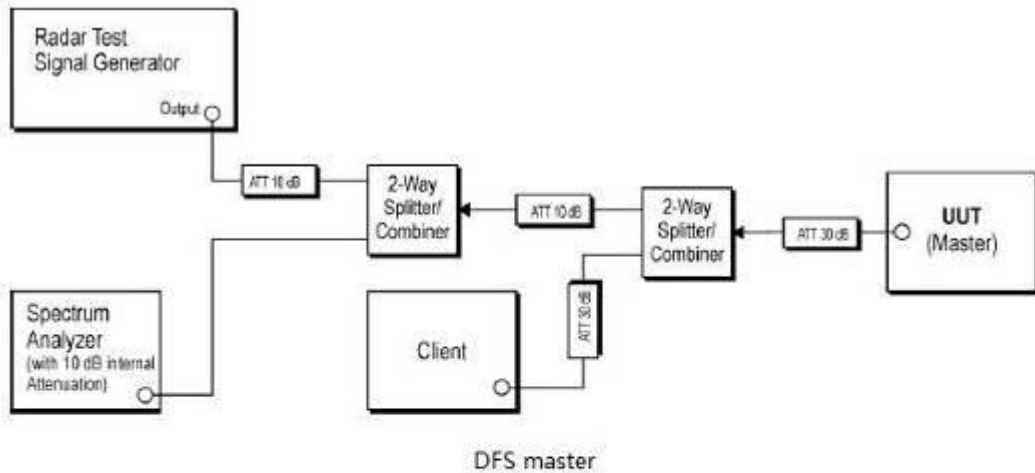 Radar Test
Signal Generator
Output
ATT 10 dB
2-Way
Splitter/
Combiner
ATT 10 dB
2-Way
Splitter/
Combiner
ATT 30 dB
UUT
(Master)
Spectrum
Analyzer
(with 10 dB internal
Attenuation)
Client
ATT 30 dB
DFS master